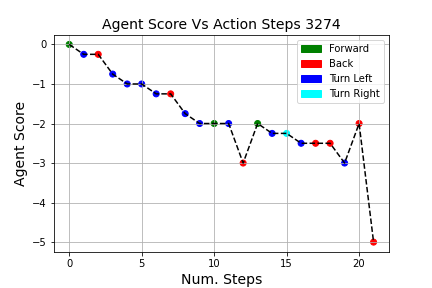 Agent Score Vs Action Steps 3274
Forward
Back
Turn Left
Turn Right
Agent Score
0
−1
−2
−3
−4
−5
0 5 10 15 20
Num. Steps